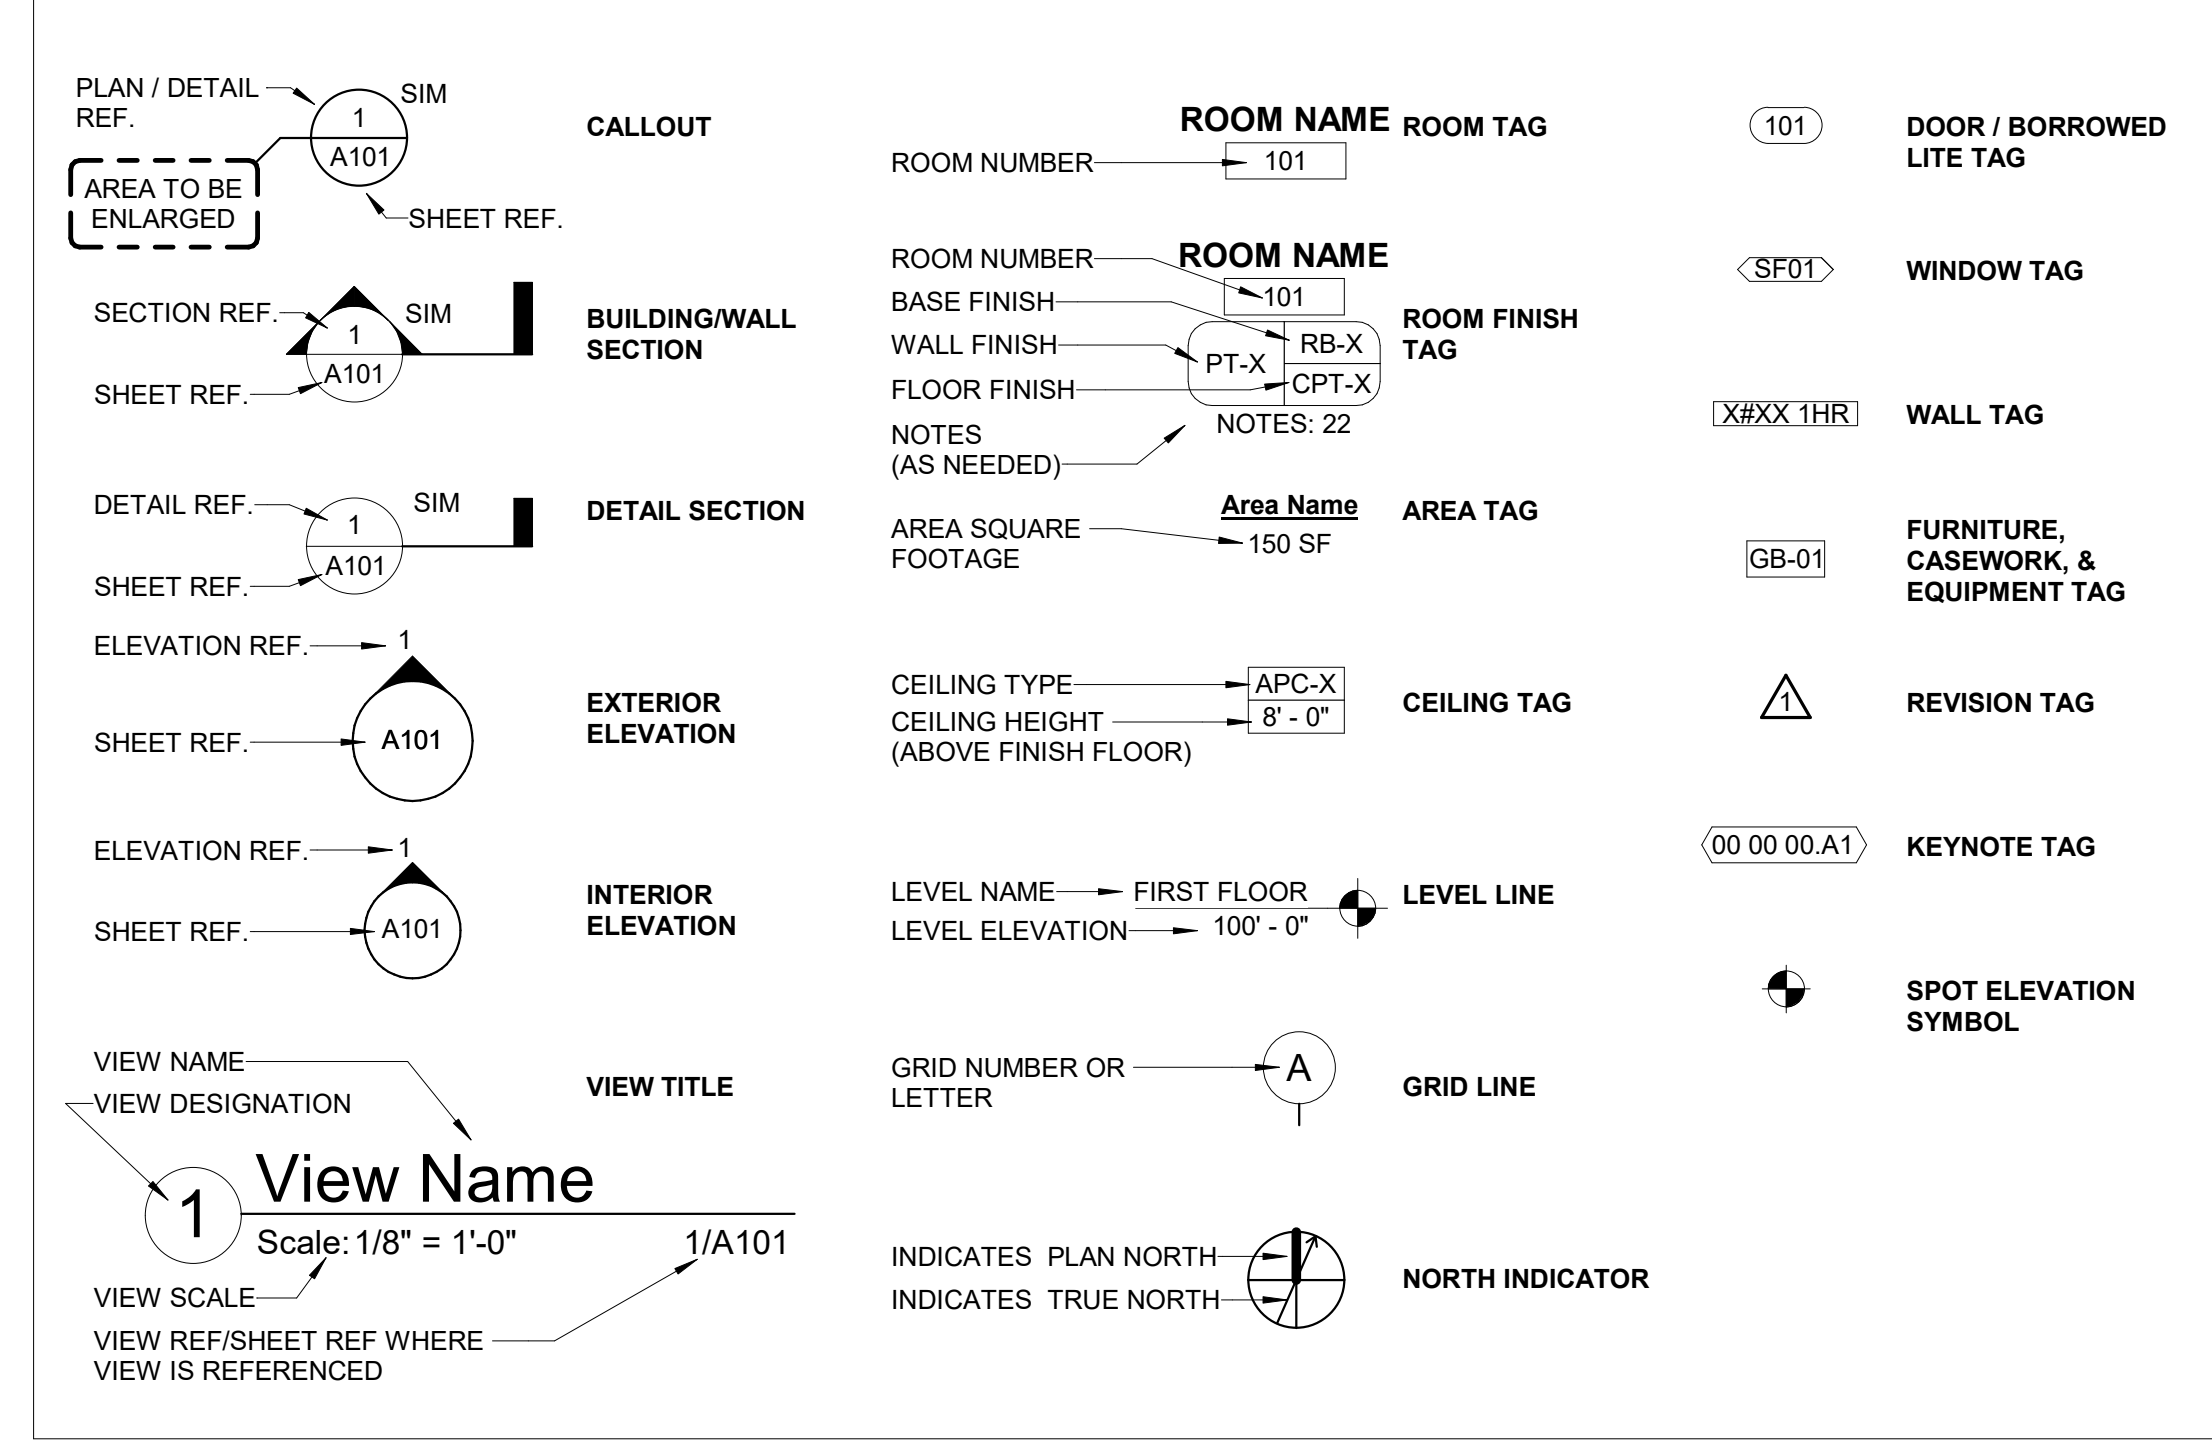 PLAN / DETAIL
REF.
1
SIM
A101
AREA TO BE
ENLARGED
SHEET REF.
CALLOUT
SECTION REF.
1
SIM
A101
SHEET REF.
BUILDING/WALL
SECTION
DETAIL REF.
1
SIM
A101
SHEET REF.
DETAIL SECTION
ELEVATION REF.
1
SHEET REF.
A101
EXTERIOR
ELEVATION
ELEVATION REF.
1
SHEET REF.
A101
INTERIOR
ELEVATION
VIEW NAME
VIEW DESIGNATION
VIEW TITLE
1
View Name
Scale: 1/8" = 1'-0"
1/A101
VIEW SCALE
VIEW REF/SHEET REF WHERE
VIEW IS REFERENCED
ROOM NAME
ROOM NUMBER
101
ROOM TAG
ROOM NUMBER
ROOM NAME
101
BASE FINISH
RB-X
WALL FINISH
PT-X
FLOOR FINISH
CPT-X
NOTES
(AS NEEDED)
NOTES: 22
ROOM FINISH
TAG
Area Name
AREA SQUARE
FOOTAGE
150 SF
AREA TAG
CEILING TYPE
APC-X
CEILING HEIGHT
(ABOVE FINISH FLOOR)
8' - 0"
CEILING TAG
LEVEL NAME
FIRST FLOOR
LEVEL ELEVATION
100' - 0"
LEVEL LINE
GRID NUMBER OR
LETTER
A
GRID LINE
INDICATES PLAN NORTH
INDICATES TRUE NORTH
NORTH INDICATOR
101
DOOR / BORROWED
LITE TAG
SF01
WINDOW TAG
X#XX 1HR
WALL TAG
GB-01
FURNITURE,
CASEWORK, &
EQUIPMENT TAG
1
REVISION TAG
00 00 00.A1
KEYNOTE TAG
SPOT ELEVATION
SYMBOL